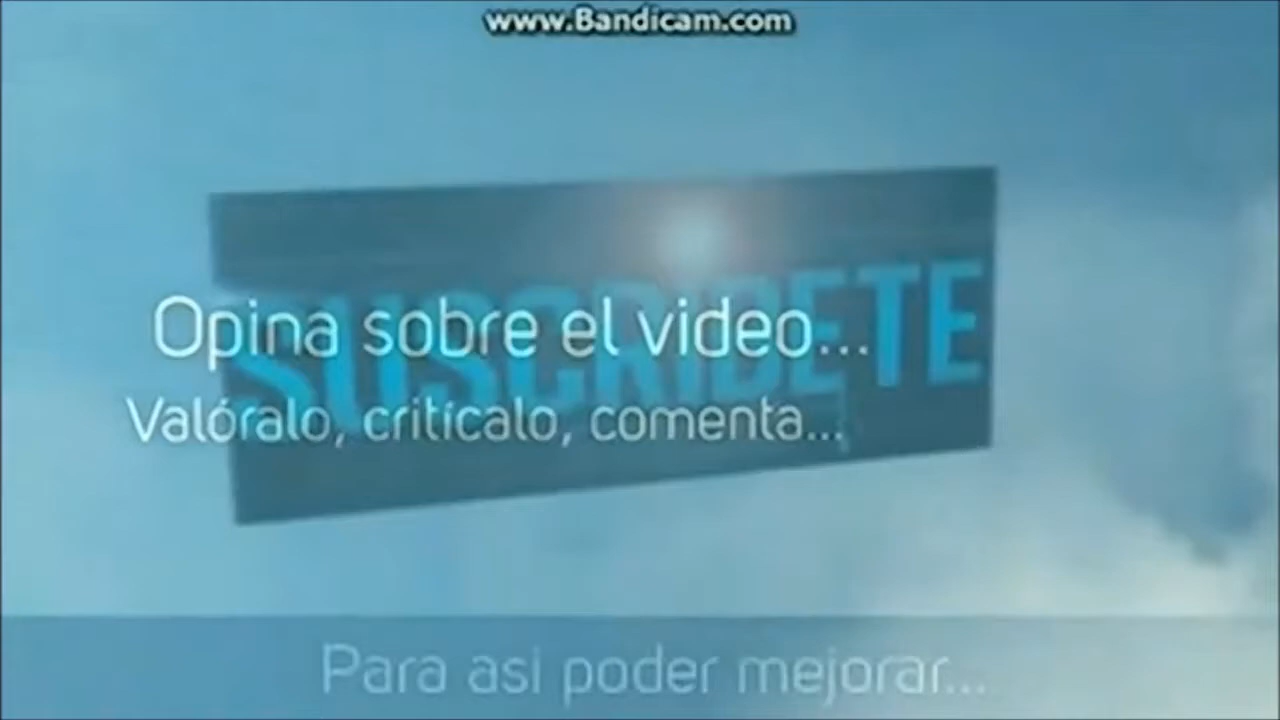 www.Bandicam.com
SUSCRIBETE
Opina sobre el video...
Valóralo, critícalo, comenta...
Para asi poder mejorar...